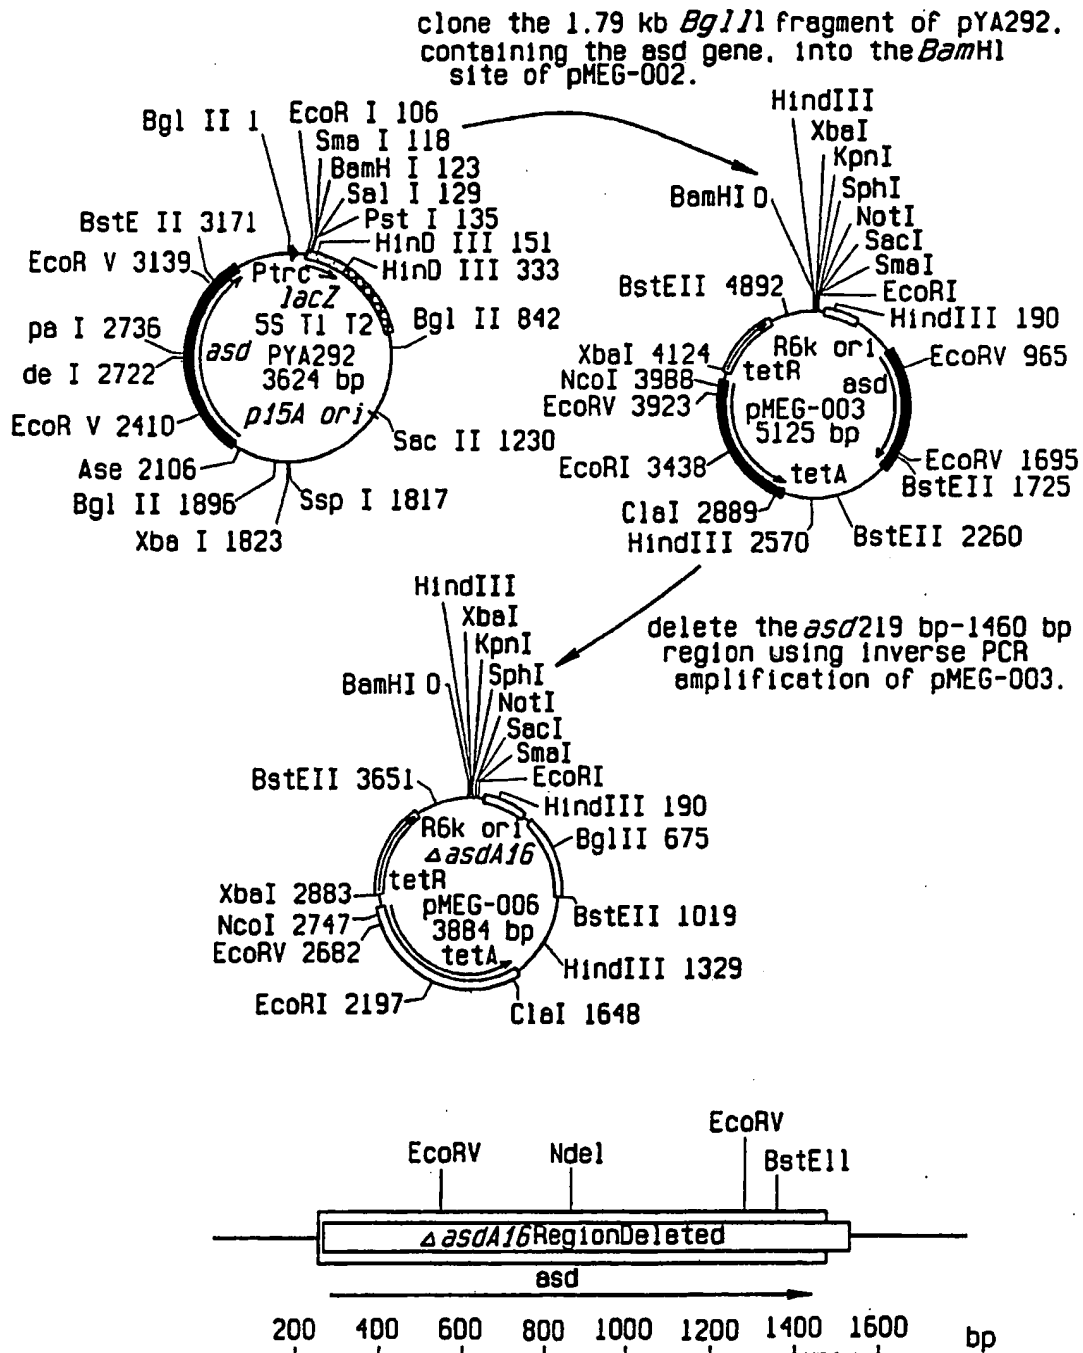 clone the 1.79 kb BglI1 fragment of pYA292,
containing the asd gene, into the BamH1
site of pMEG-002.
Bgl II 1
EcoR I 106
Sma I 118
BamH I 123
Sal I 129
Pst I 135
HinD III 151
HinD III 333
BstE II 3171
EcoR V 3139
pa I 2736
de I 2722
EcoR V 2410
Ase 2106
Bgl II 1896
Xba I 1823
Ssp I 1817
Sac II 1230
Bgl II 842
Ptrc
lacZ
5S T1 T2
asd
PYA292
3624 bp
p15A ori
HindIII
XbaI
KpnI
SphI
NotI
SacI
SmaI
EcoRI
HindIII 190
BamHI 0
BstEII 4892
XbaI 4124
NcoI 3988
EcoRV 3923
EcoRI 3438
ClaI 2889
HindIII 2570
BstEII 2260
BstEII 1725
EcoRV 1695
EcoRV 965
R6k ori
tetR
asd
pMEG-003
5125 bp
tetA
delete the asd 219 bp-1460 bp
region using inverse PCR
amplification of pMEG-003.
HindIII
XbaI
KpnI
SphI
NotI
SacI
SmaI
EcoRI
HindIII 190
BamHI 0
BstEII 3651
BglII 675
XbaI 2883
NcoI 2747
EcoRV 2682
EcoRI 2197
ClaI 1648
HindIII 1329
BstEII 1019
R6k ori
ΔasdA16
tetR
pMEG-006
3884 bp
tetA
EcoRV
NdeI
EcoRV
BstEll
ΔasdA16RegionDeleted
asd
200 400 600 800 1000 1200 1400 1600 bp